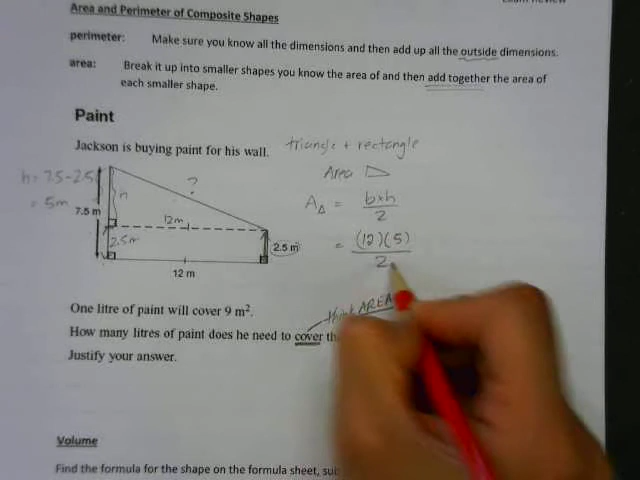 Exam Review
Area and Perimeter of Composite Shapes
perimeter: Make sure you know all the dimensions and then add up all the outside dimensions.
area: Break it up into smaller shapes you know the area of and then add together the area of
each smaller shape.
Paint
Jackson is buying paint for his wall. triangle + rectangle
Area
h = 7.5-2.5
= 5m
7.5 m
h
?
12m
2.5m
2.5 m
12 m
A△ = b×h
2
= (12)(5)
2
One litre of paint will cover 9 m².
think AREA
How many litres of paint does he need to cover
Justify your answer.
Volume
Find the formula for the shape on the formula sheet,